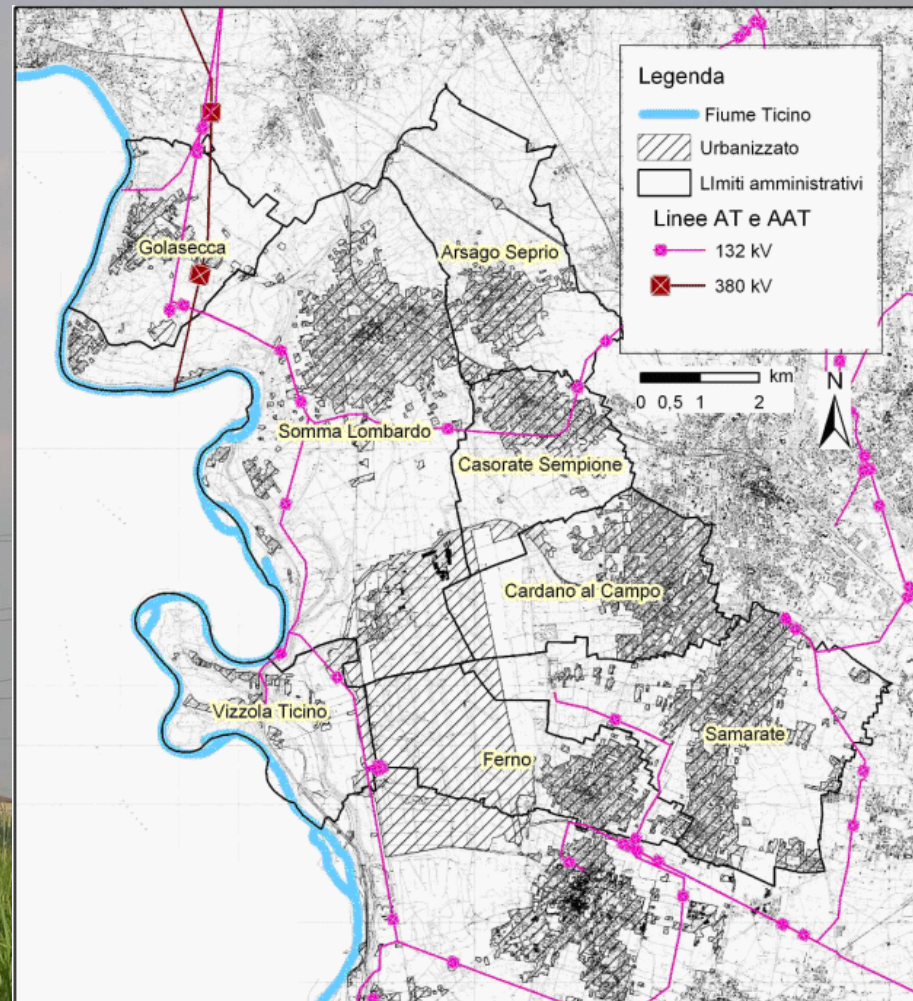 Legenda
Fiume Ticino
Urbanizzato
LImiti amministrativi
Linee AT e AAT
132 kV
380 kV
km
0 0,5 1 2
N
Golasecca
Arsago Seprio
Somma Lombardo
Casorate Sempione
Cardano al Campo
Vizzola Ticino
Samarate
Ferno